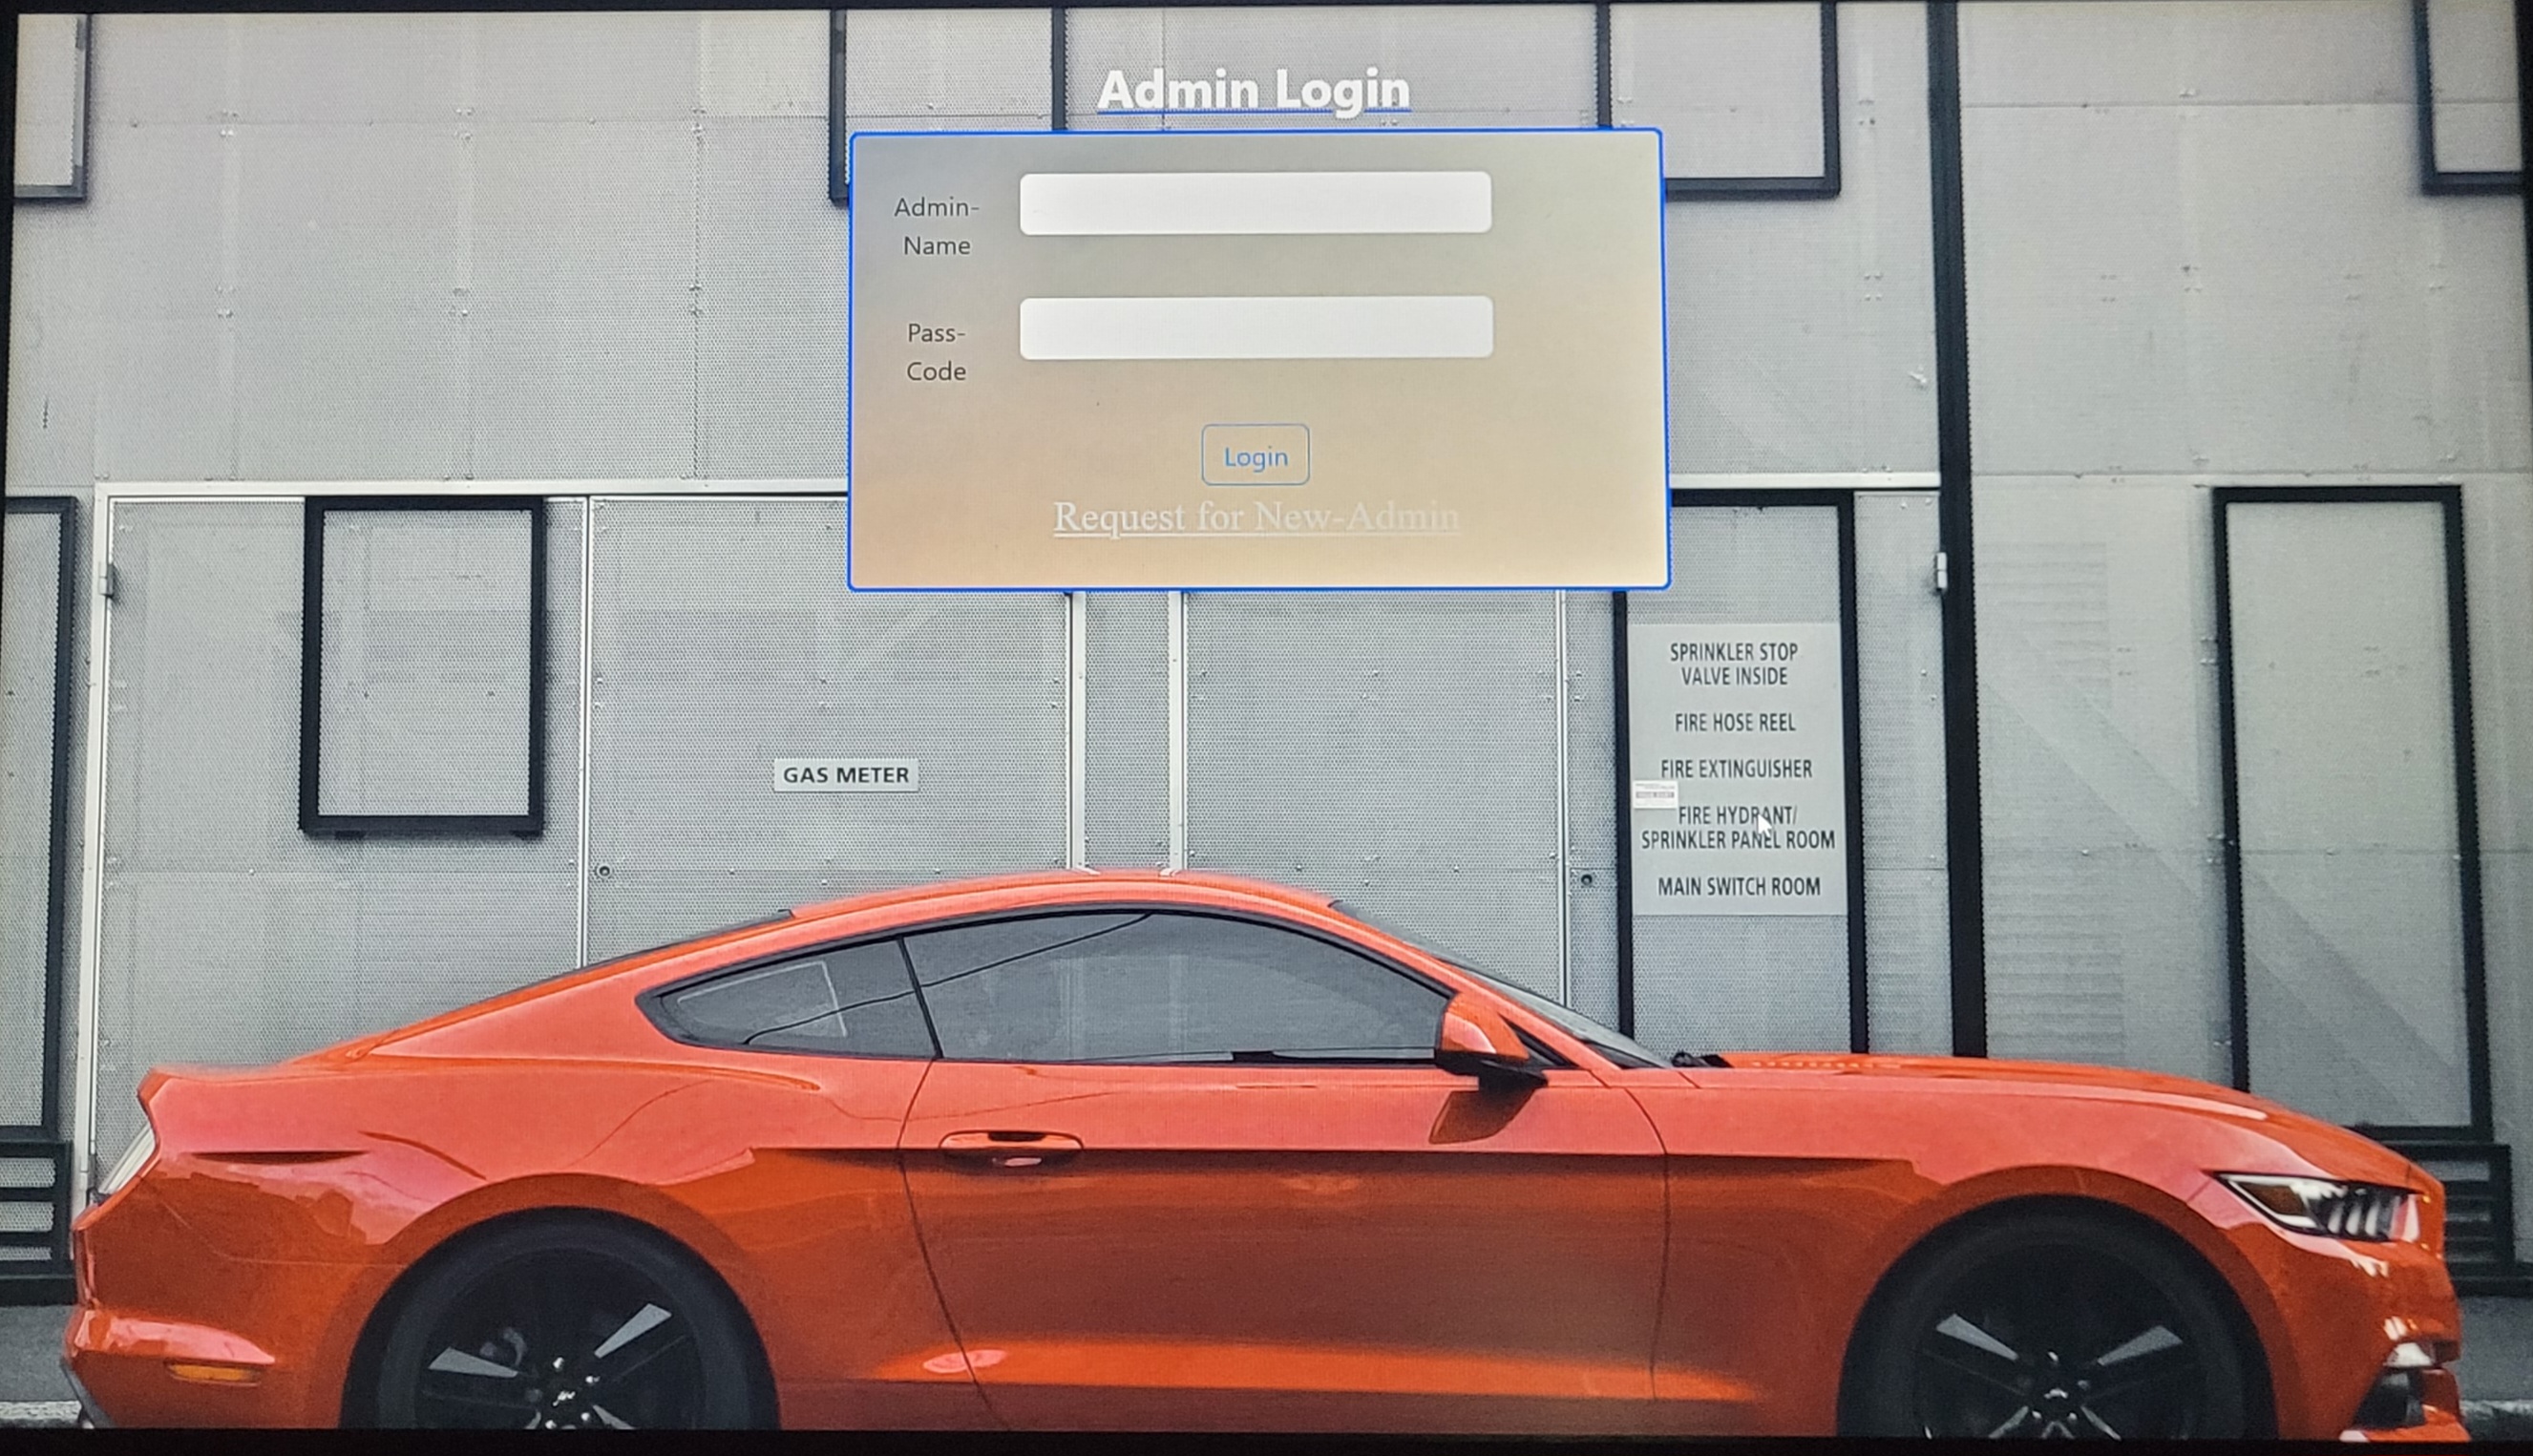 Admin Login
Admin-
Name
Pass-
Code
Login
Request for New-Admin
SPRINKLER STOP
VALVE INSIDE
FIRE HOSE REEL
GAS METER
FIRE EXTINGUISHER
FIRE HYDRANT/
SPRINKLER PANEL ROOM
MAIN SWITCH ROOM